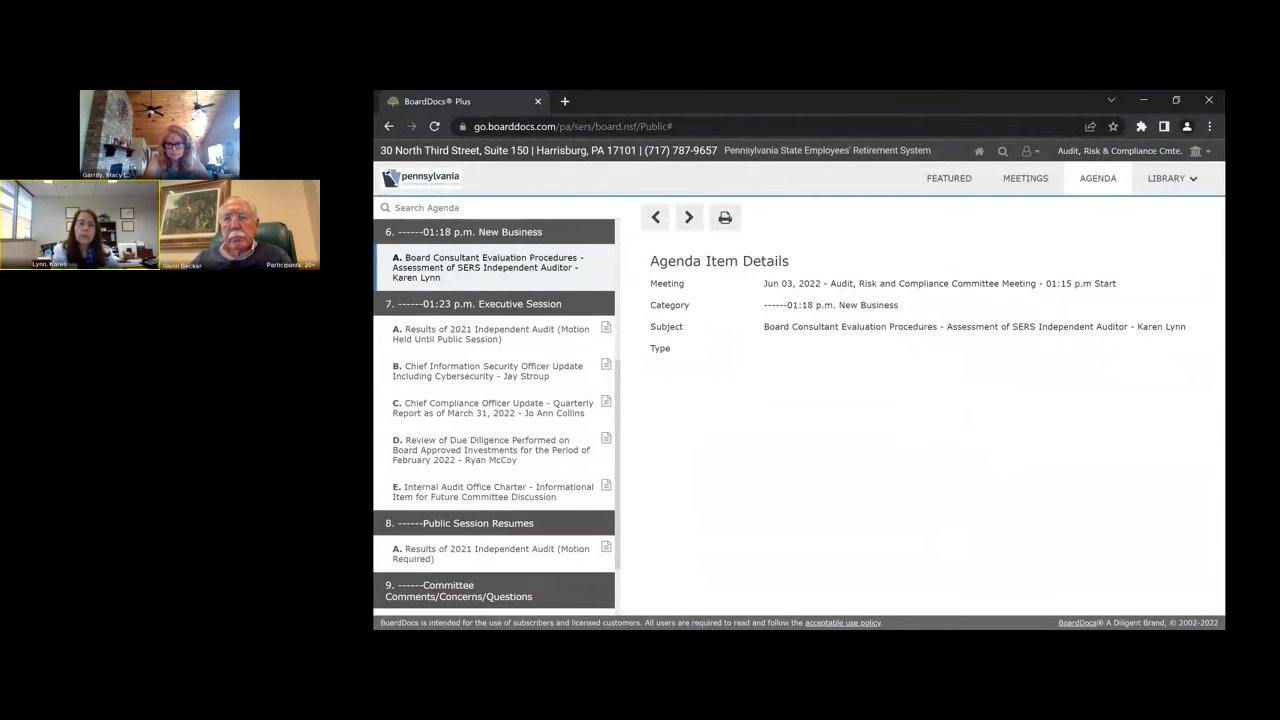 Garrity, Stacy L.
Lynn, Karen
Glenn Becker
Participants: 20+
BoardDocs® Plus
go.boarddocs.com/pa/sers/board.nsf/Public#
30 North Third Street, Suite 150 | Harrisburg, PA 17101 | (717) 787-9657 Pennsylvania State Employees' Retirement System
Audit, Risk & Compliance Cmte.
pennsylvania
FEATURED MEETINGS AGENDA LIBRARY
Search Agenda
6. ------01:18 p.m. New Business
A. Board Consultant Evaluation Procedures -
Assessment of SERS Independent Auditor -
Karen Lynn
7. ------01:23 p.m. Executive Session
A. Results of 2021 Independent Audit (Motion
Held Until Public Session)
B. Chief Information Security Officer Update
Including Cybersecurity - Jay Stroup
C. Chief Compliance Officer Update - Quarterly
Report as of March 31, 2022 - Jo Ann Collins
D. Review of Due Diligence Performed on
Board Approved Investments for the Period of
February 2022 - Ryan McCoy
E. Internal Audit Office Charter - Informational
Item for Future Committee Discussion
8. ------Public Session Resumes
A. Results of 2021 Independent Audit (Motion
Required)
9. ------Committee
Comments/Concerns/Questions
Agenda Item Details
Meeting Jun 03, 2022 - Audit, Risk and Compliance Committee Meeting - 01:15 p.m Start
Category ------01:18 p.m. New Business
Subject Board Consultant Evaluation Procedures - Assessment of SERS Independent Auditor - Karen Lynn
Type
BoardDocs is intended for the use of subscribers and licensed customers. All users are required to read and follow the acceptable use policy.
BoardDocs® A Diligent Brand, © 2002-2022